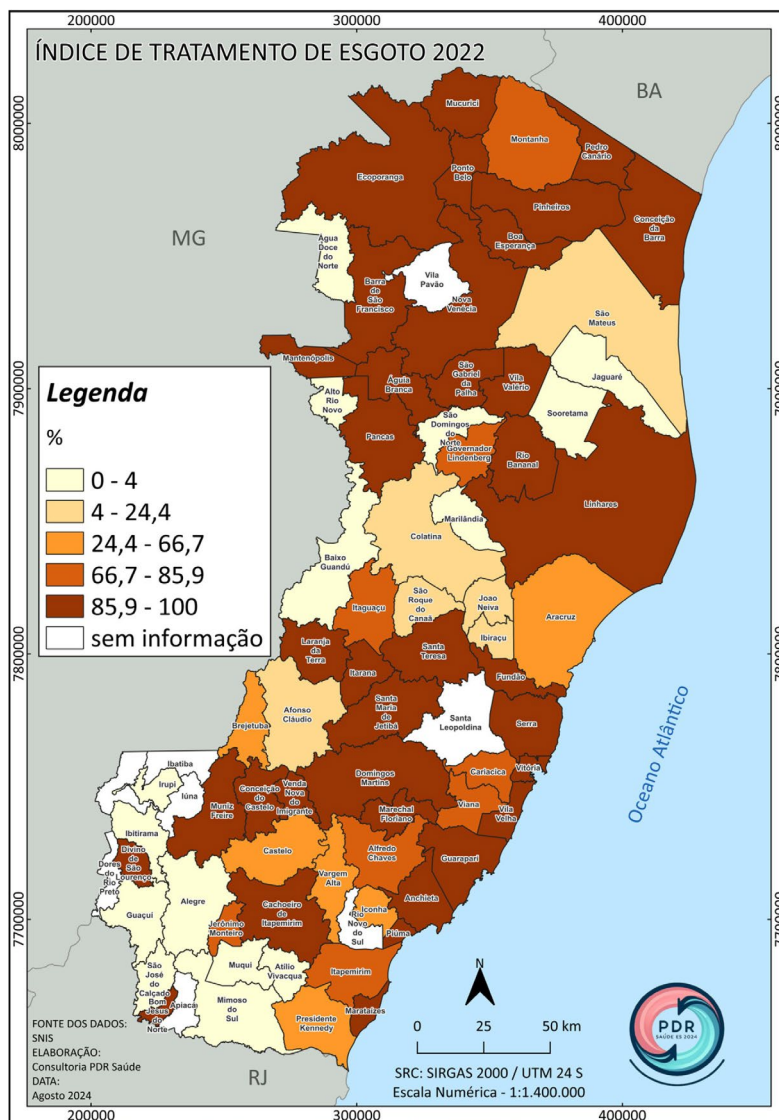 200000
300000
400000
ÍNDICE DE TRATAMENTO DE ESGOTO 2022
BA
MG
RJ
8000000
8000000
7900000
7900000
7800000
7800000
7700000
7700000
Mucurici
Montanha
Pedro
Canário
Ponto
Belo
Ecoporanga
Pinheiros
Conceição
da
Barra
Boa
Esperança
Água
Doce
do
Norte
Vila
Pavão
Barra
de
São
Francisco
Nova
Venécia
São
Mateus
Mantenópolis
Águia
Branca
São
Gabriel
da
Palha
Vila
Valério
Jaguaré
Sooretama
Alto
Rio
Novo
Pancas
São
Domingos
do
Norte
Governador
Lindenberg
Rio
Bananal
Linhares
Marilândia
Colatina
Baixo
Guandú
Itaguaçu
São
Roque
do
Canaã
Joao
Neiva
Ibiraçu
Aracruz
Laranja
da
Terra
Santa
Teresa
Itarana
Fundão
Santa
Maria
de
Jetibá
Santa
Leopoldina
Serra
Afonso
Cláudio
Brejetuba
Ibatiba
Irupi
Iúna
Cariacica
Vitória
Viana
Vila
Velha
Domingos
Martins
Conceição
do
Castelo
Venda
Nova
do
Imigrante
Muniz
Freire
Marechal
Floriano
Ibitirama
Divino
de São
Lourenço
Dores
do
Rio
Preto
Castelo
Vargem
Alta
Alfredo
Chaves
Guarapari
Anchieta
Guaçuí
Alegre
Cachoeiro
de
Itapemirim
Iconha
Rio
Novo
do
Sul
Piúma
Jerônimo
Monteiro
Muqui
Atílio
Vivacqua
Itapemirim
São
José
do
Calçado
Bom
Jesus
do
Norte
Apiacá
Mimoso
do
Sul
Presidente
Kennedy
Marataízes
Oceano Atlântico
Legenda
%
0 - 4
4 - 24,4
24,4 - 66,7
66,7 - 85,9
85,9 - 100
sem informação
FONTE DOS DADOS:
SNIS
ELABORAÇÃO:
Consultoria PDR Saúde
DATA:
Agosto 2024
N
0 25 50 km
SRC: SIRGAS 2000 / UTM 24 S
Escala Numérica - 1:1.400.000
PDR
SAÚDE ES 2024
200000
300000
400000